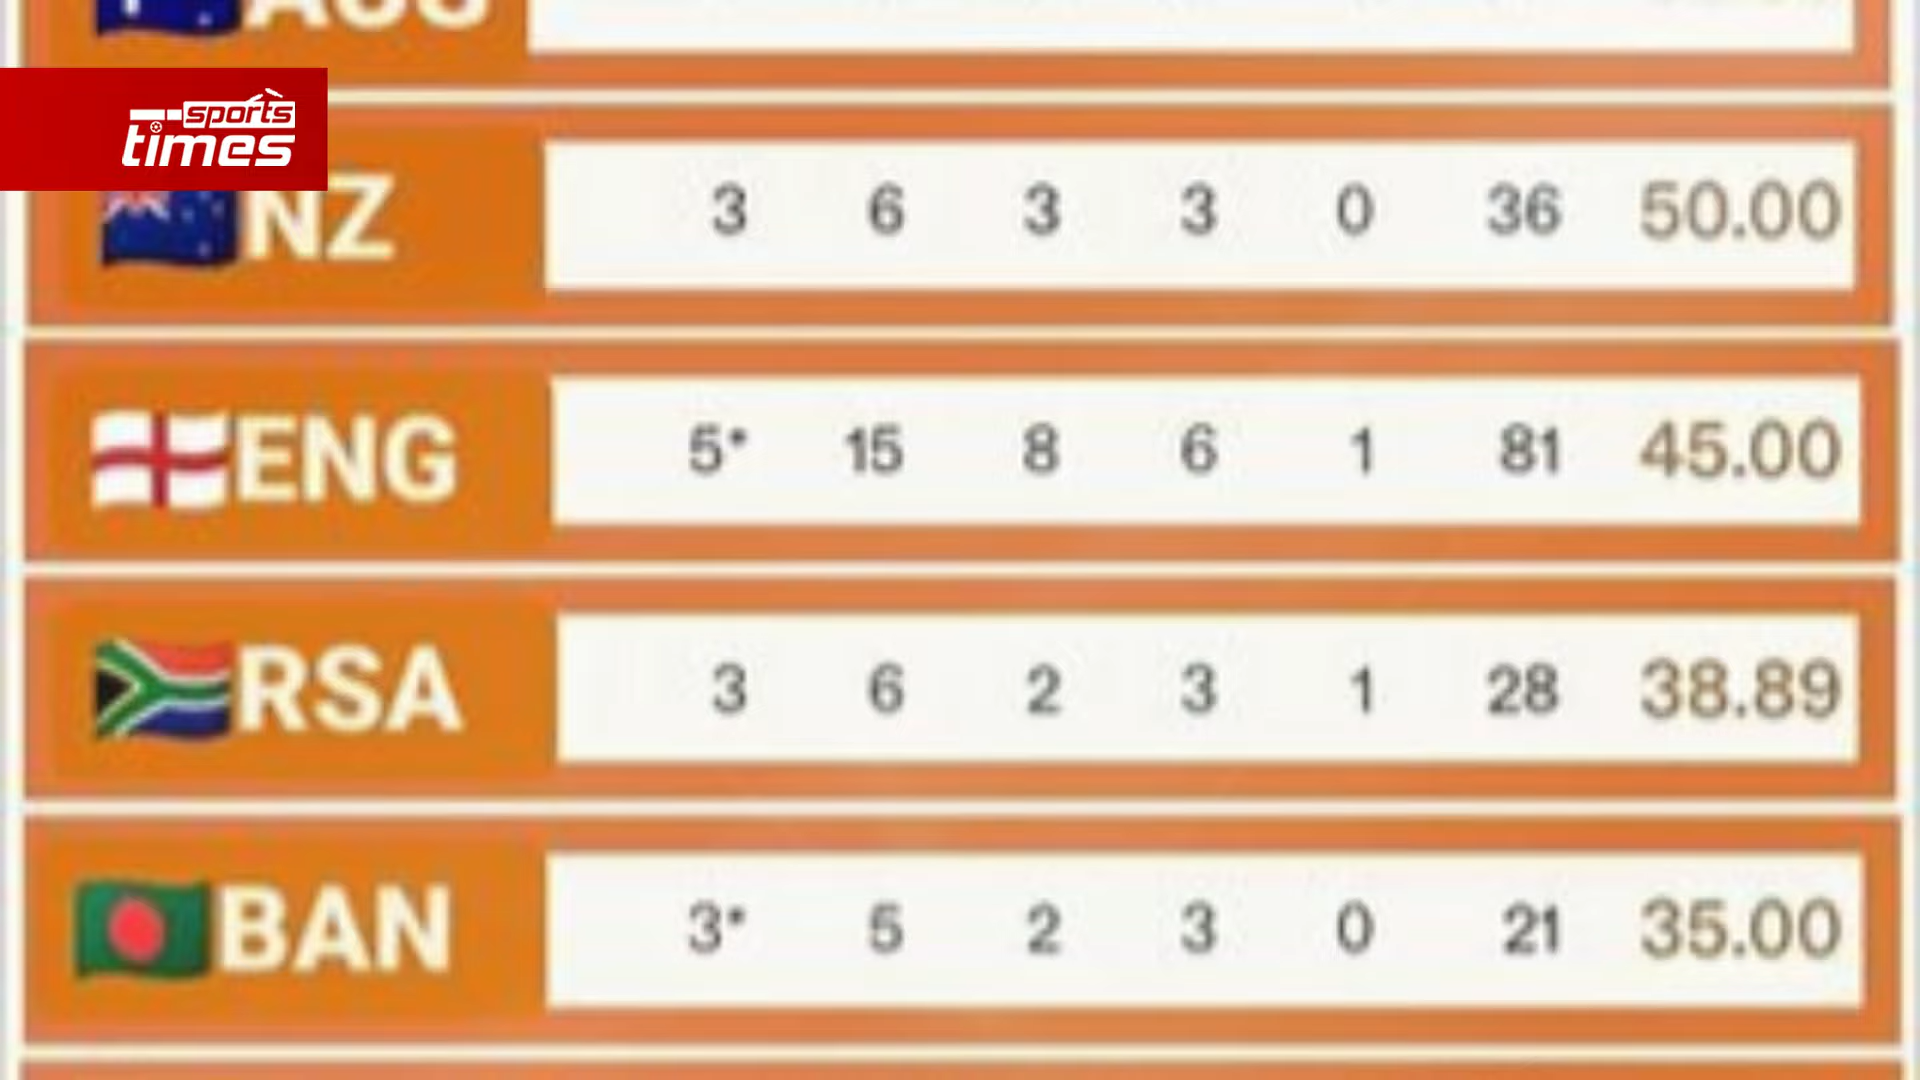 AUS
sports
times
NZ 3 6 3 3 0 36 50.00
ENG 5* 15 8 6 1 81 45.00
RSA 3 6 2 3 1 28 38.89
BAN 3* 5 2 3 0 21 35.00